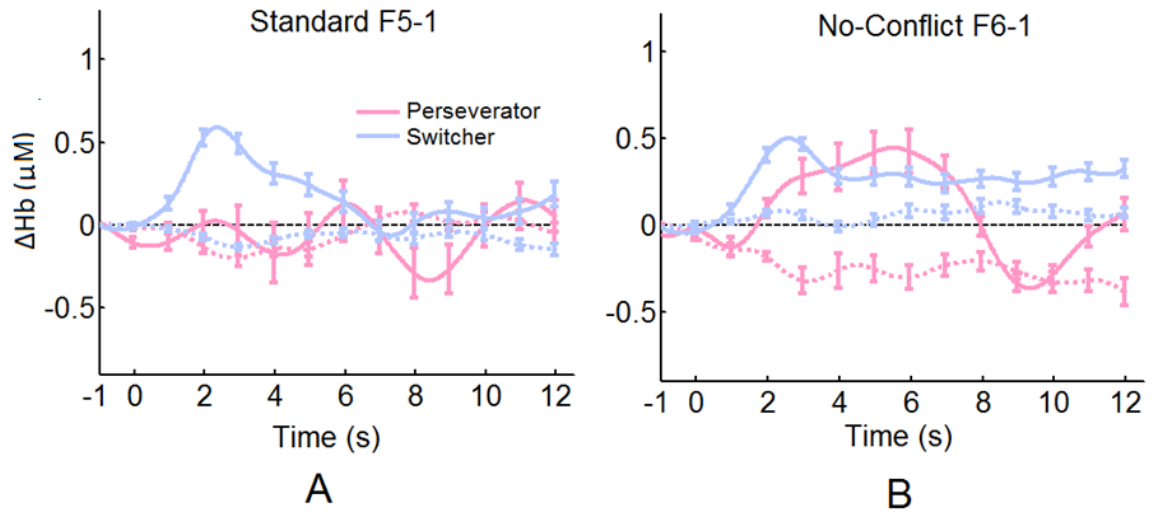 Standard F5-1
No-Conflict F6-1
1
0.5
0
-0.5
ΔHb (µM)
Perseverator
Switcher
-1 0 2 4 6 8 10 12
Time (s)
A
1
0.5
0
-0.5
-1 0 2 4 6 8 10 12
Time (s)
B